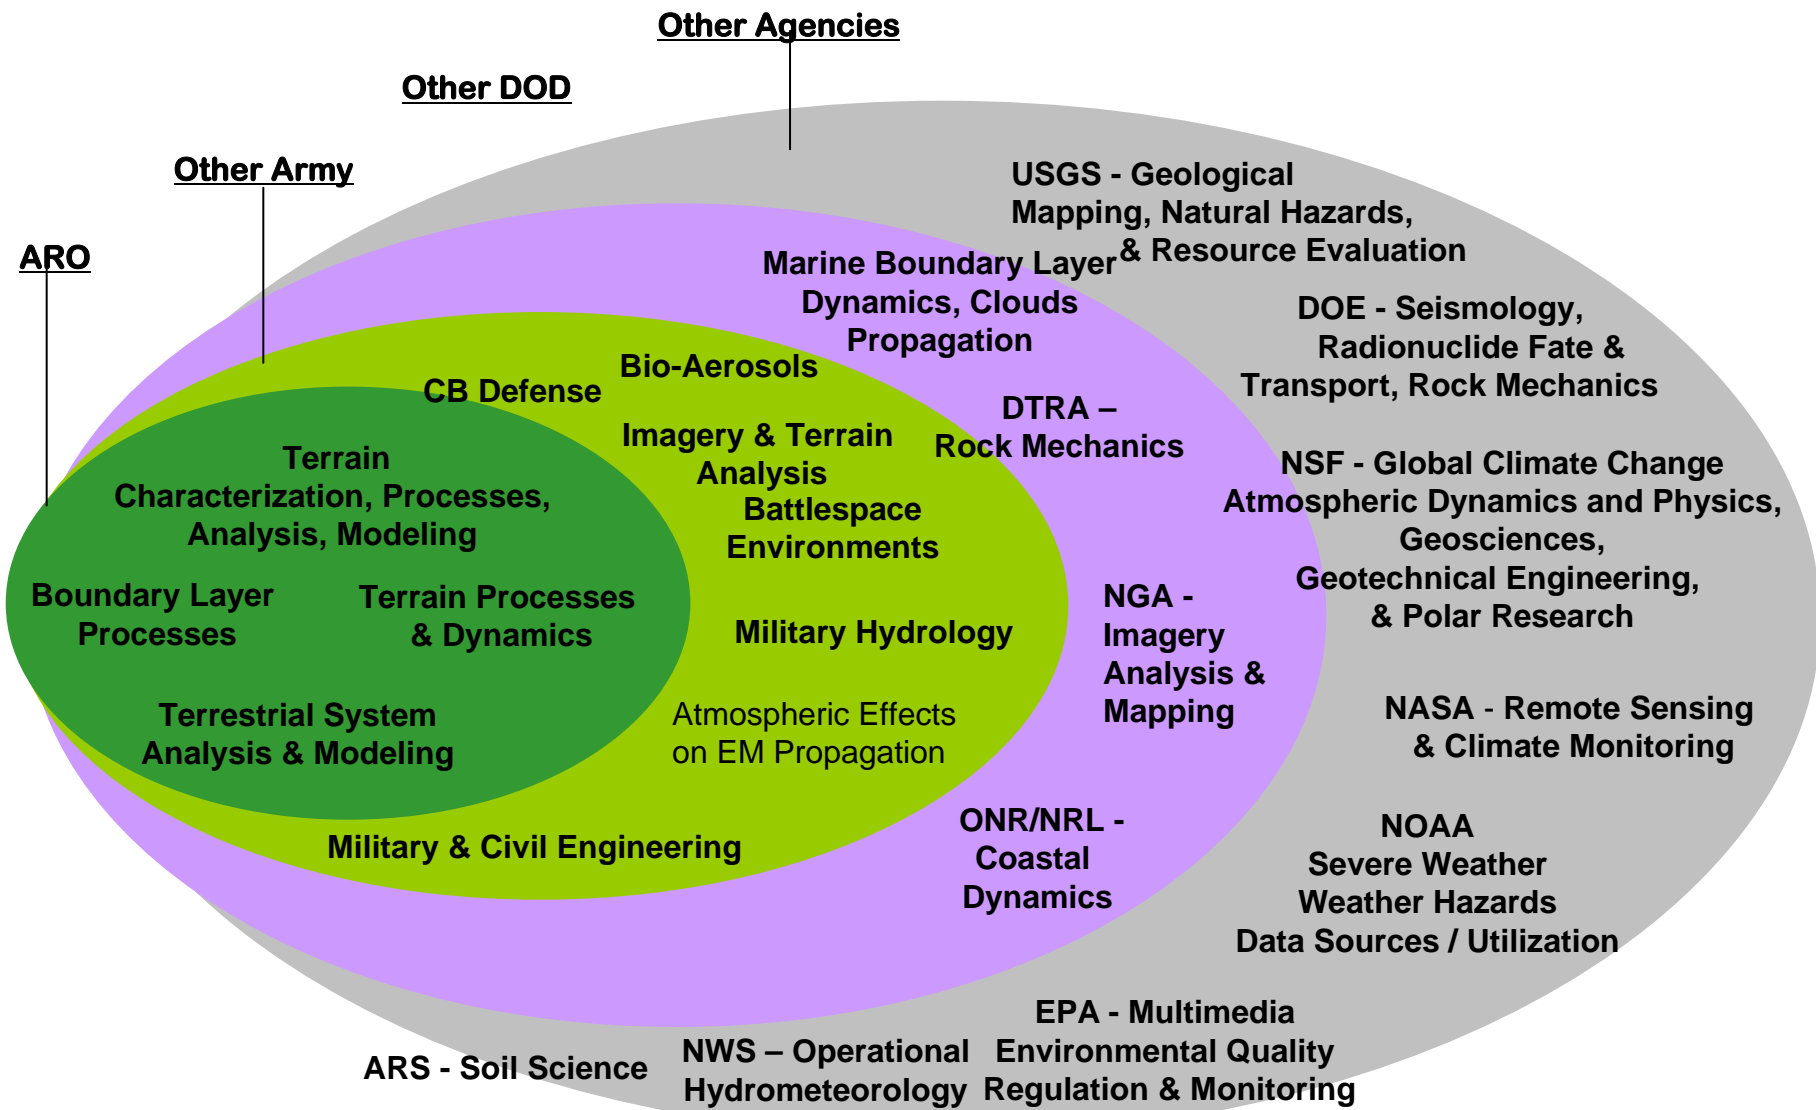 Other Agencies
Other DOD
Other Army
ARO
USGS - Geological
Mapping, Natural Hazards,
& Resource Evaluation
Marine Boundary Layer
Dynamics, Clouds
Propagation
DOE - Seismology,
Radionuclide Fate &
Transport, Rock Mechanics
Bio-Aerosols
CB Defense
DTRA –
Rock Mechanics
Imagery & Terrain
Analysis
Battlespace
Environments
Terrain
Characterization, Processes,
Analysis, Modeling
NSF - Global Climate Change
Atmospheric Dynamics and Physics,
Geosciences,
Geotechnical Engineering,
& Polar Research
Boundary Layer
Processes
Terrain Processes
& Dynamics
Military Hydrology
NGA -
Imagery
Analysis &
Mapping
Terrestrial System
Analysis & Modeling
Atmospheric Effects
on EM Propagation
NASA - Remote Sensing
& Climate Monitoring
Military & Civil Engineering
ONR/NRL -
Coastal
Dynamics
NOAA
Severe Weather
Weather Hazards
Data Sources / Utilization
ARS - Soil Science
NWS – Operational
Hydrometeorology
EPA - Multimedia
Environmental Quality
Regulation & Monitoring